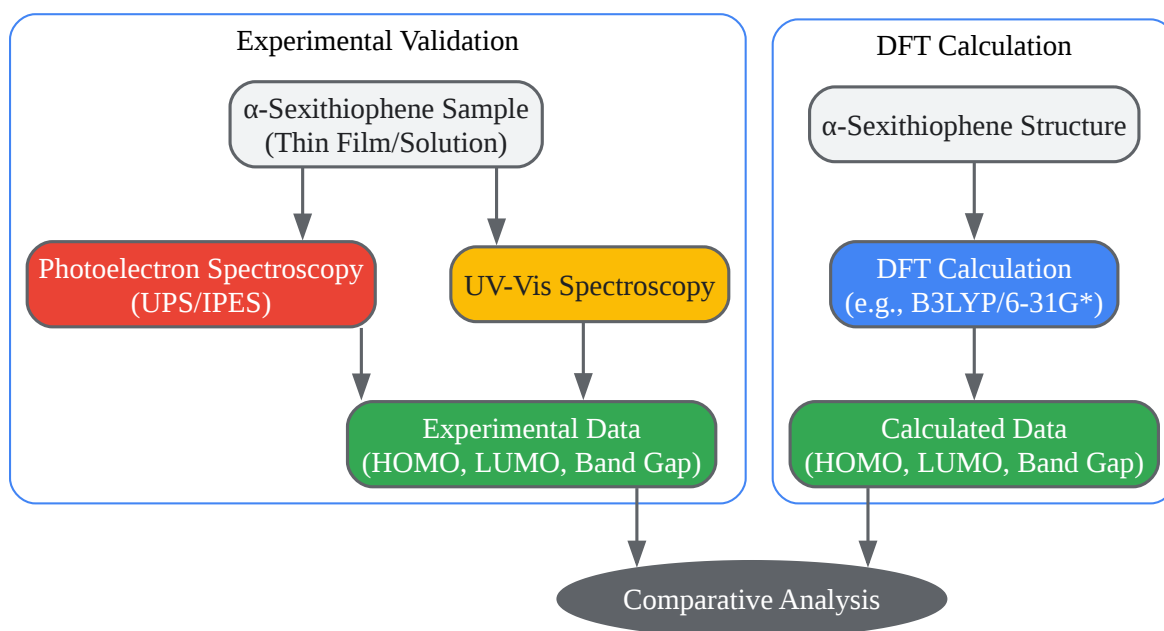 Experimental Validation
α-Sexithiophene Sample
(Thin Film/Solution)
Photoelectron Spectroscopy
(UPS/IPES)
UV-Vis Spectroscopy
Experimental Data
(HOMO, LUMO, Band Gap)
DFT Calculation
α-Sexithiophene Structure
DFT Calculation
(e.g., B3LYP/6-31G*)
Calculated Data
(HOMO, LUMO, Band Gap)
Comparative Analysis